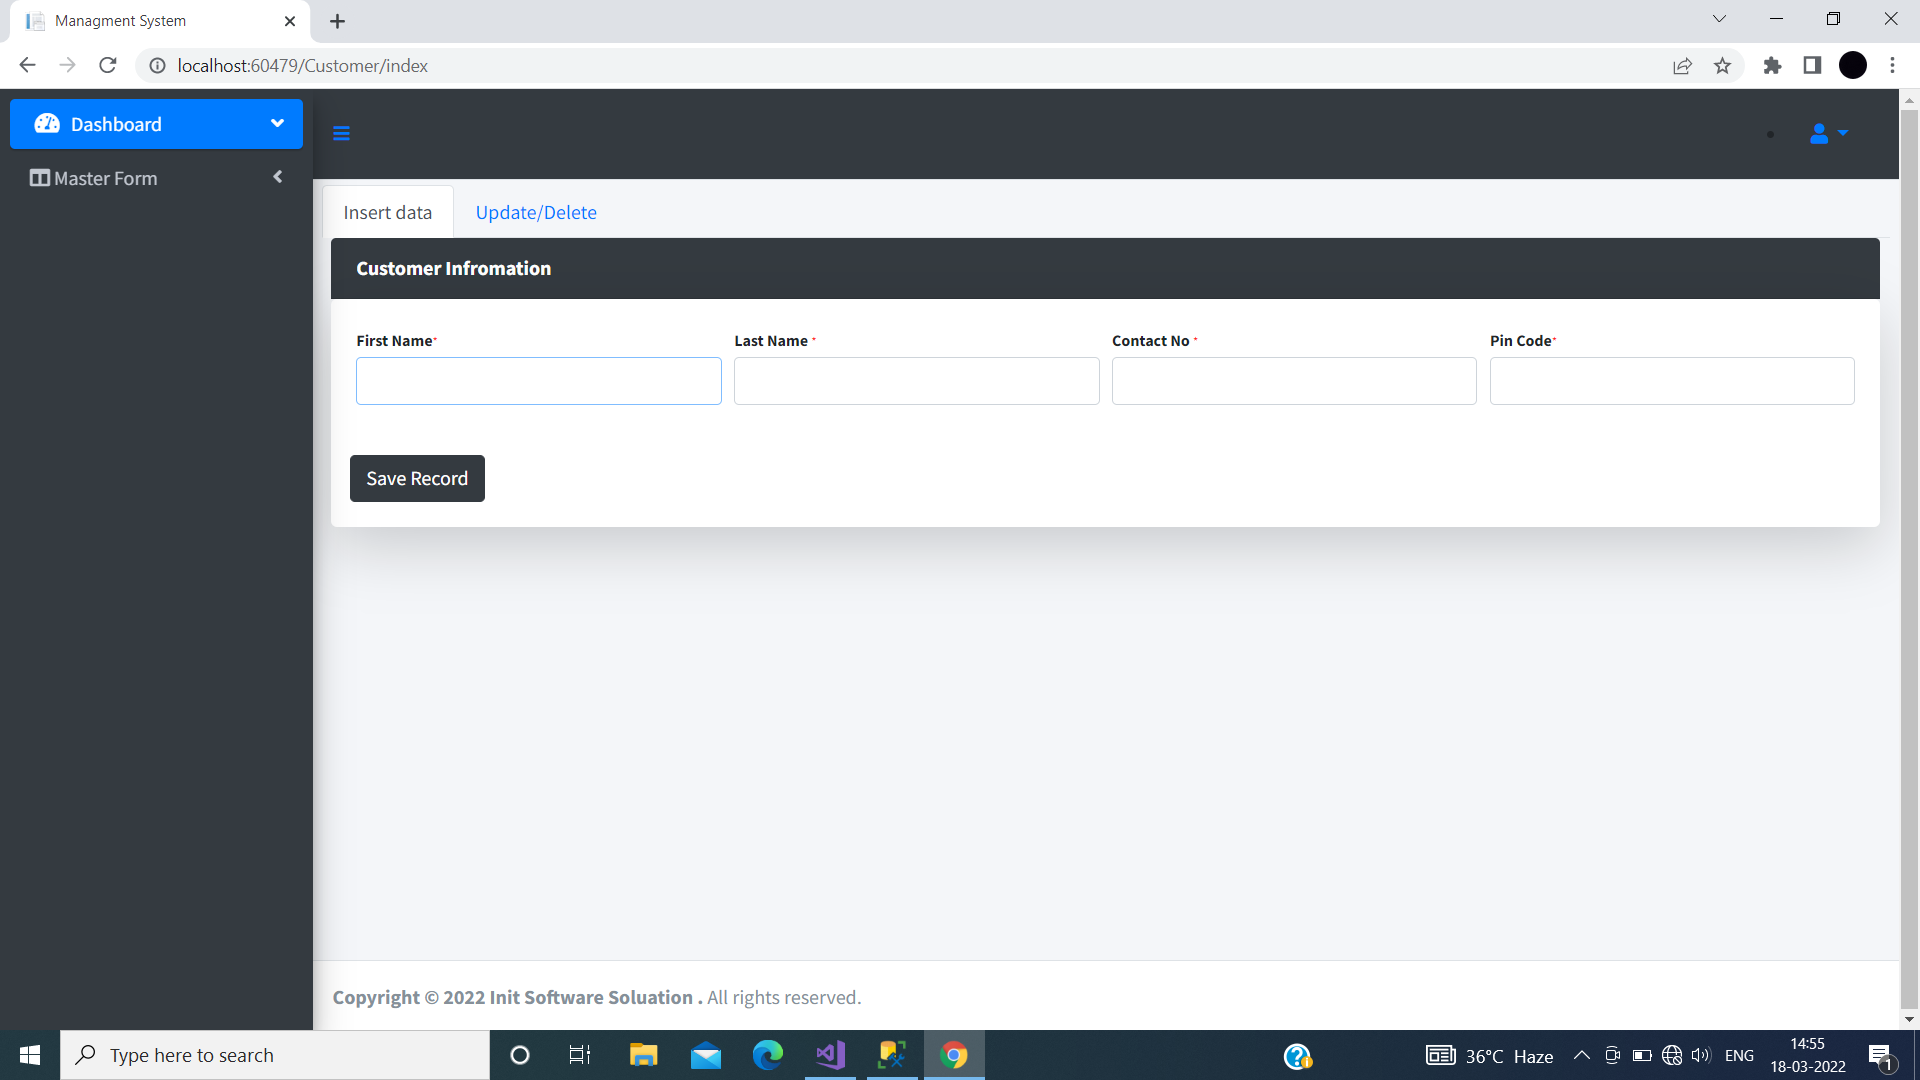 Managment System
localhost:60479/Customer/index
Dashboard
Master Form
Insert data
Update/Delete
Customer Infromation
First Name*
Last Name *
Contact No *
Pin Code*
Save Record
Copyright © 2022 Init Software Soluation . All rights reserved.
Type here to search
36°C Haze
ENG
14:55
18-03-2022
1